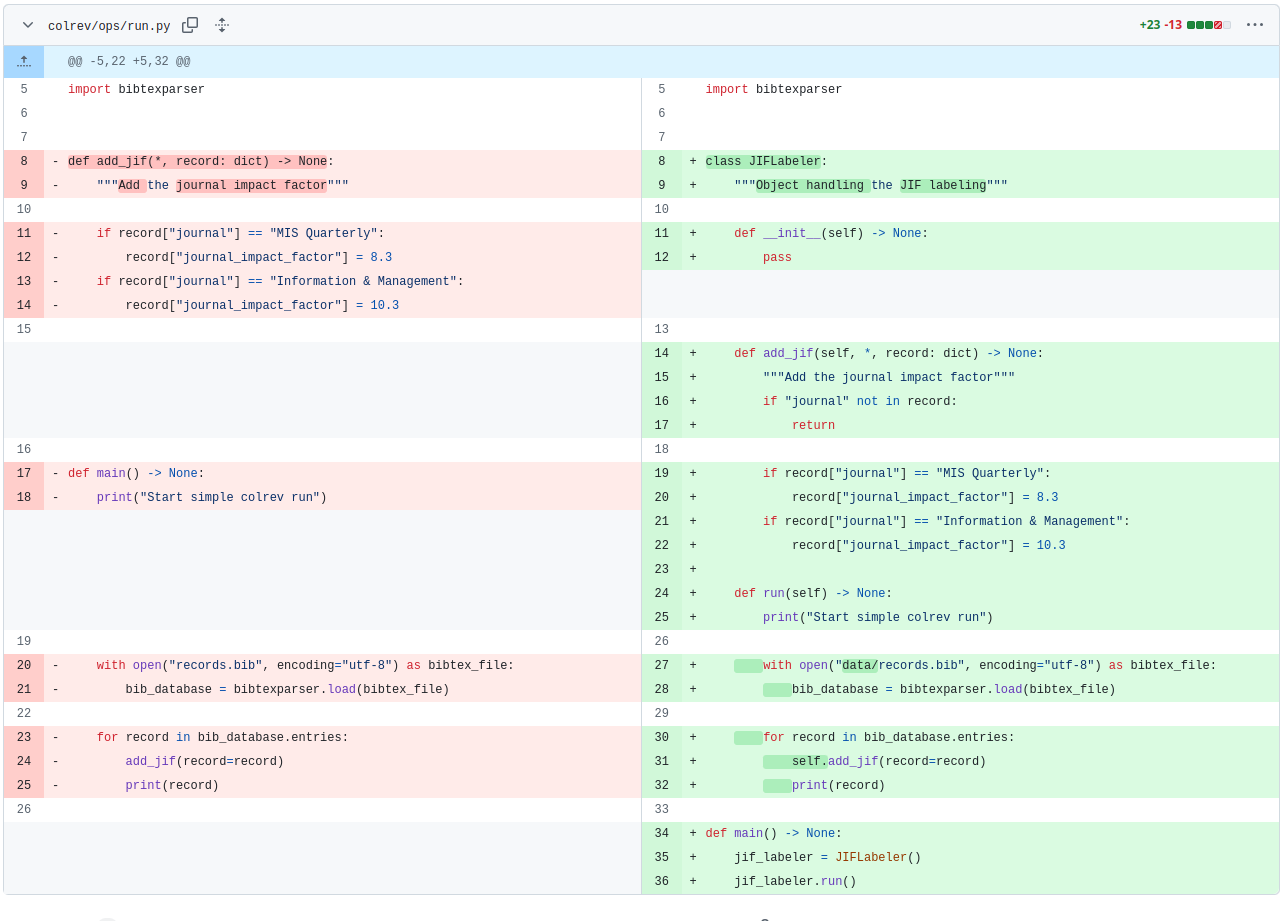 colrev/ops/run.py
+23 -13
@@ -5,22 +5,32 @@
5 import bibtexparser
6
7
8 - def add_jif(*, record: dict) -> None:
9 -     """Add the journal impact factor"""
10
11 -     if record["journal"] == "MIS Quarterly":
12 -         record["journal_impact_factor"] = 8.3
13 -     if record["journal"] == "Information & Management":
14 -         record["journal_impact_factor"] = 10.3
15
16
17 - def main() -> None:
18 -     print("Start simple colrev run")
19
20 -     with open("records.bib", encoding="utf-8") as bibtex_file:
21 -         bib_database = bibtexparser.load(bibtex_file)
22
23 -     for record in bib_database.entries:
24 -         add_jif(record=record)
25 -         print(record)
26
5 import bibtexparser
6
7
8 + class JIFLabeler:
9 +     """Object handling the JIF labeling"""
10
11 +     def __init__(self) -> None:
12 +         pass
13
14 +     def add_jif(self, *, record: dict) -> None:
15 +         """Add the journal impact factor"""
16 +         if "journal" not in record:
17 +             return
18
19 +         if record["journal"] == "MIS Quarterly":
20 +             record["journal_impact_factor"] = 8.3
21 +         if record["journal"] == "Information & Management":
22 +             record["journal_impact_factor"] = 10.3
23 +
24 +     def run(self) -> None:
25 +         print("Start simple colrev run")
26
27 +         with open("data/records.bib", encoding="utf-8") as bibtex_file:
28 +             bib_database = bibtexparser.load(bibtex_file)
29
30 +         for record in bib_database.entries:
31 +             self.add_jif(record=record)
32 +             print(record)
33
34 + def main() -> None:
35 +     jif_labeler = JIFLabeler()
36 +     jif_labeler.run()